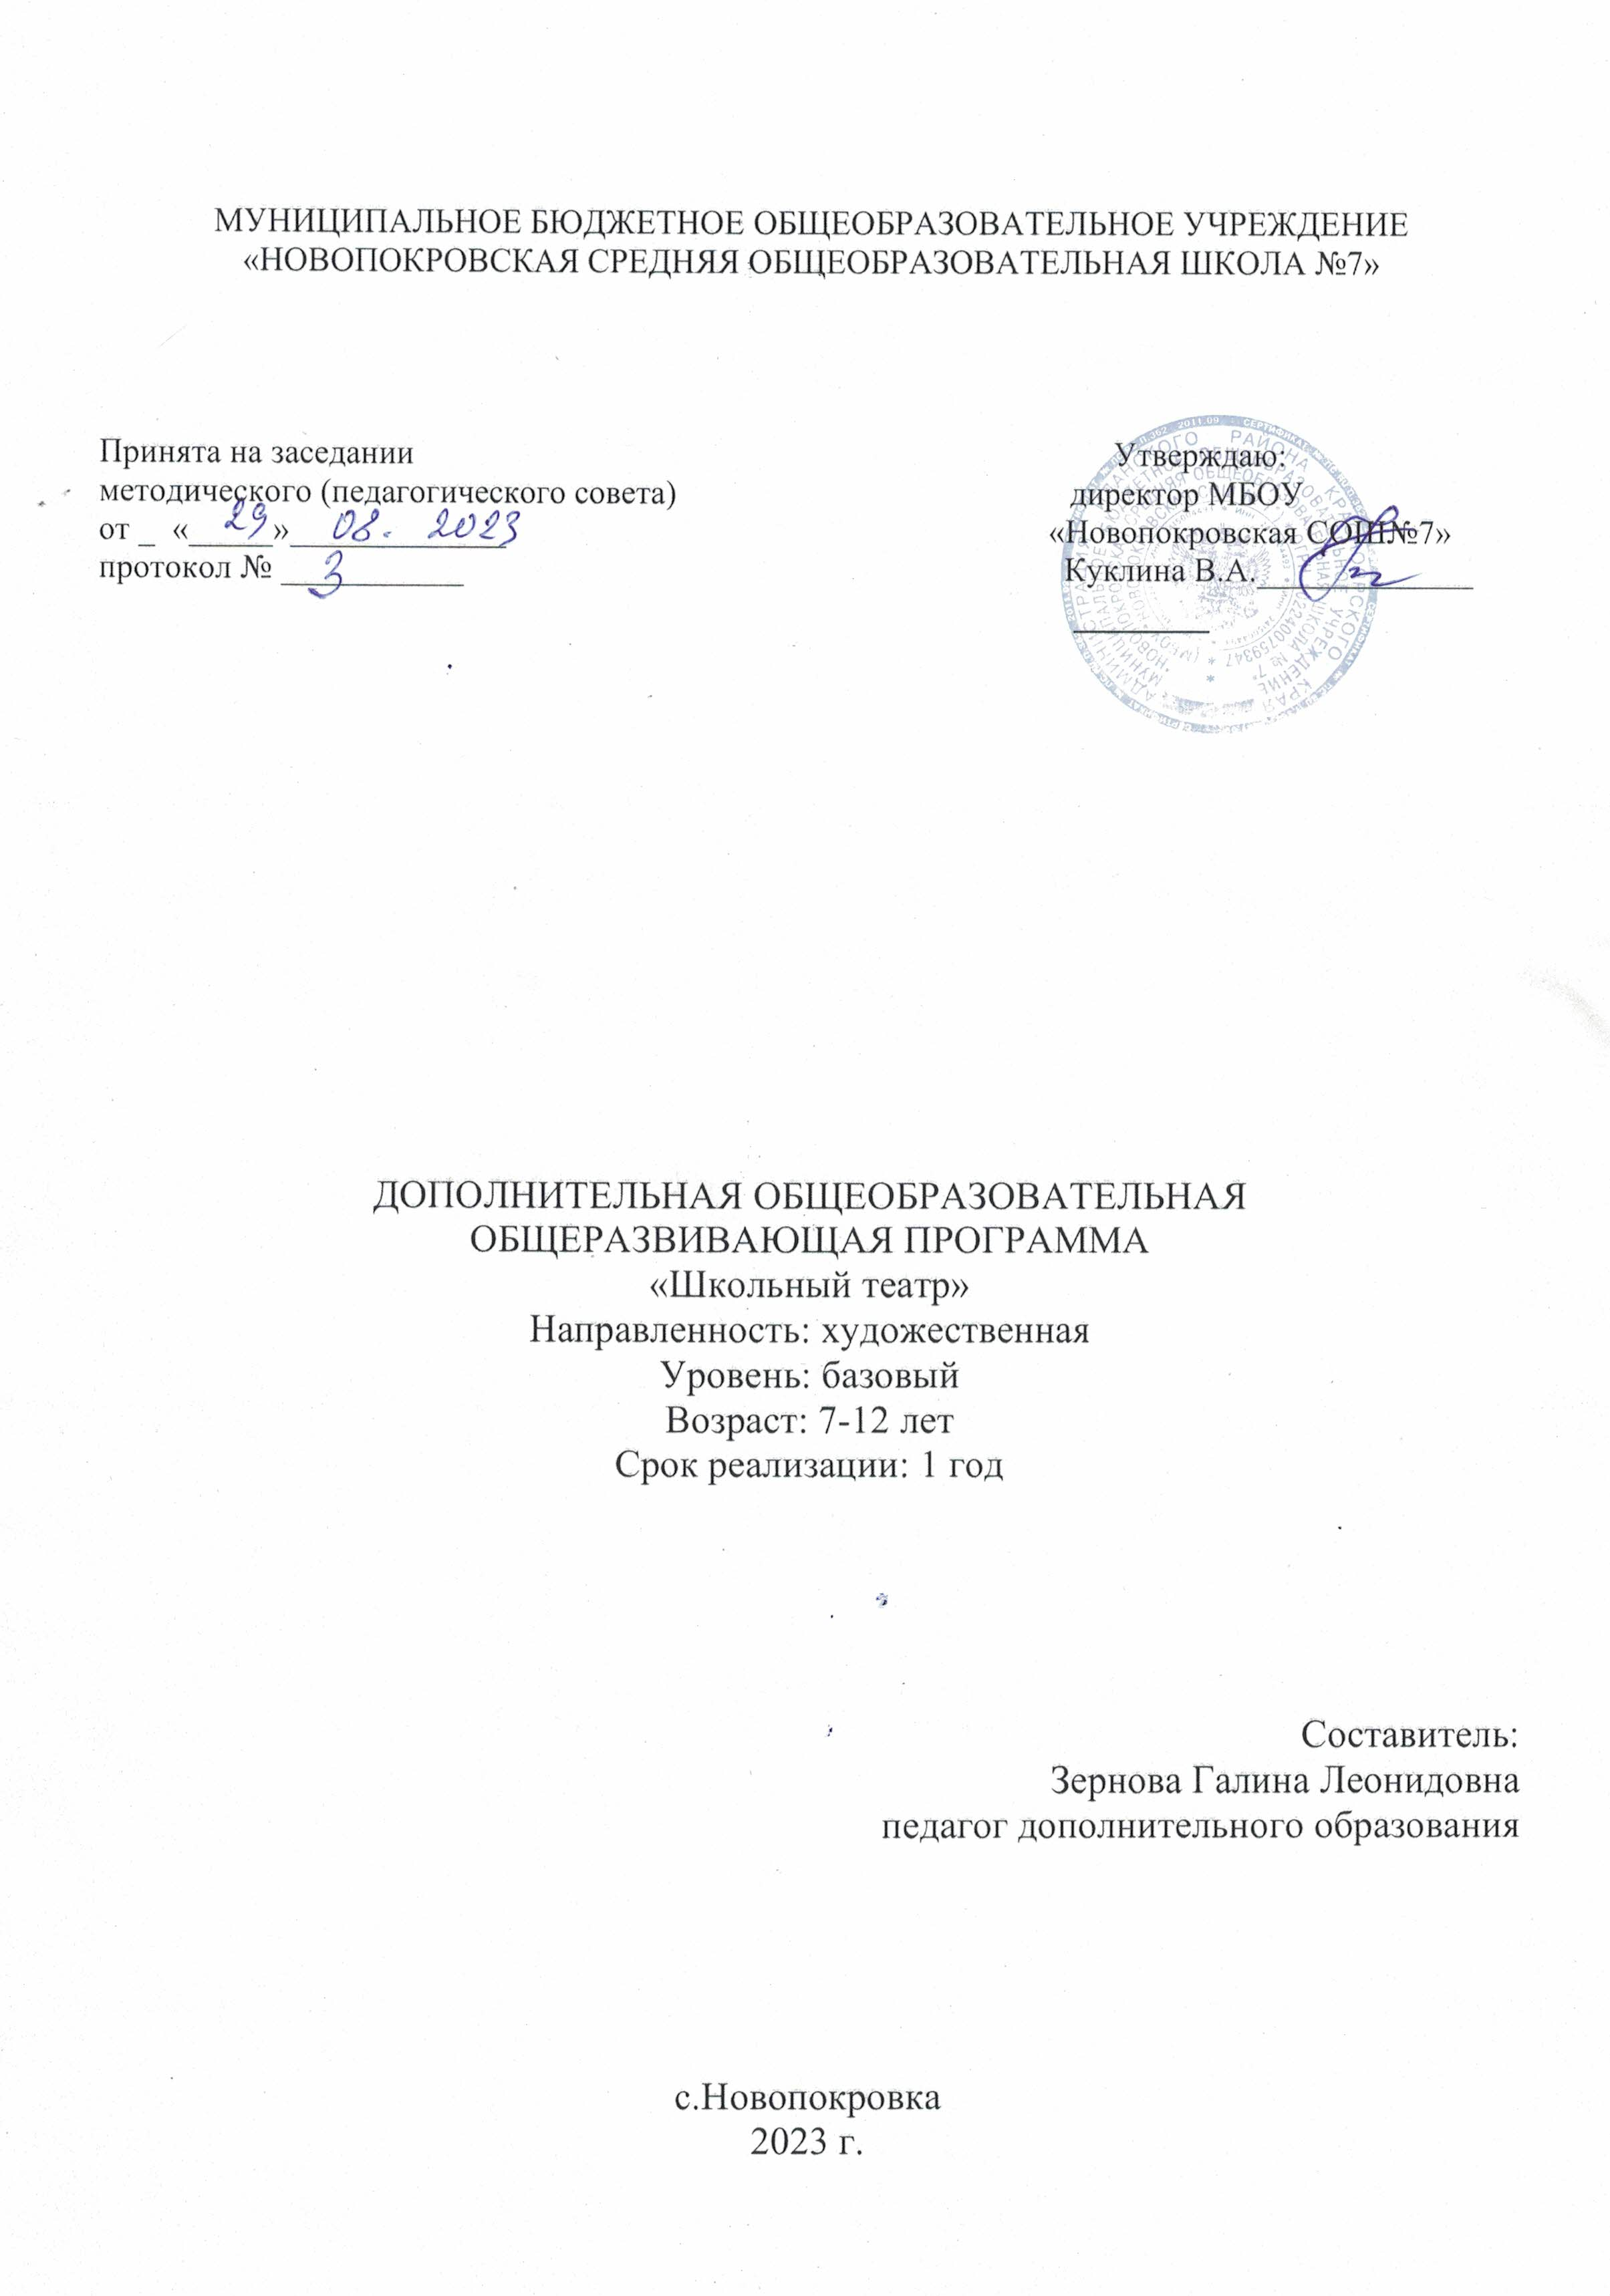 МУНИЦИПАЛЬНОЕ БЮДЖЕТНОЕ ОБЩЕОБРАЗОВАТЕЛЬНОЕ УЧРЕЖДЕНИЕ
«НОВОПОКРОВСКАЯ СРЕДНЯЯ ОБЩЕОБРАЗОВАТЕЛЬНАЯ ШКОЛА №7»
Принята на заседании
методического (педагогического совета)
от _ «29» 08. 2023
протокол № 3
Утверждаю:
директор МБОУ
«Новопокровская СОШ№7»
Куклина В.А.
ДОПОЛНИТЕЛЬНАЯ ОБЩЕОБРАЗОВАТЕЛЬНАЯ
ОБЩЕРАЗВИВАЮЩАЯ ПРОГРАММА
«Школьный театр»
Направленность: художественная
Уровень: базовый
Возраст: 7-12 лет
Срок реализации: 1 год
Составитель:
Зернова Галина Леонидовна
педагог дополнительного образования
с.Новопокровка
2023 г.